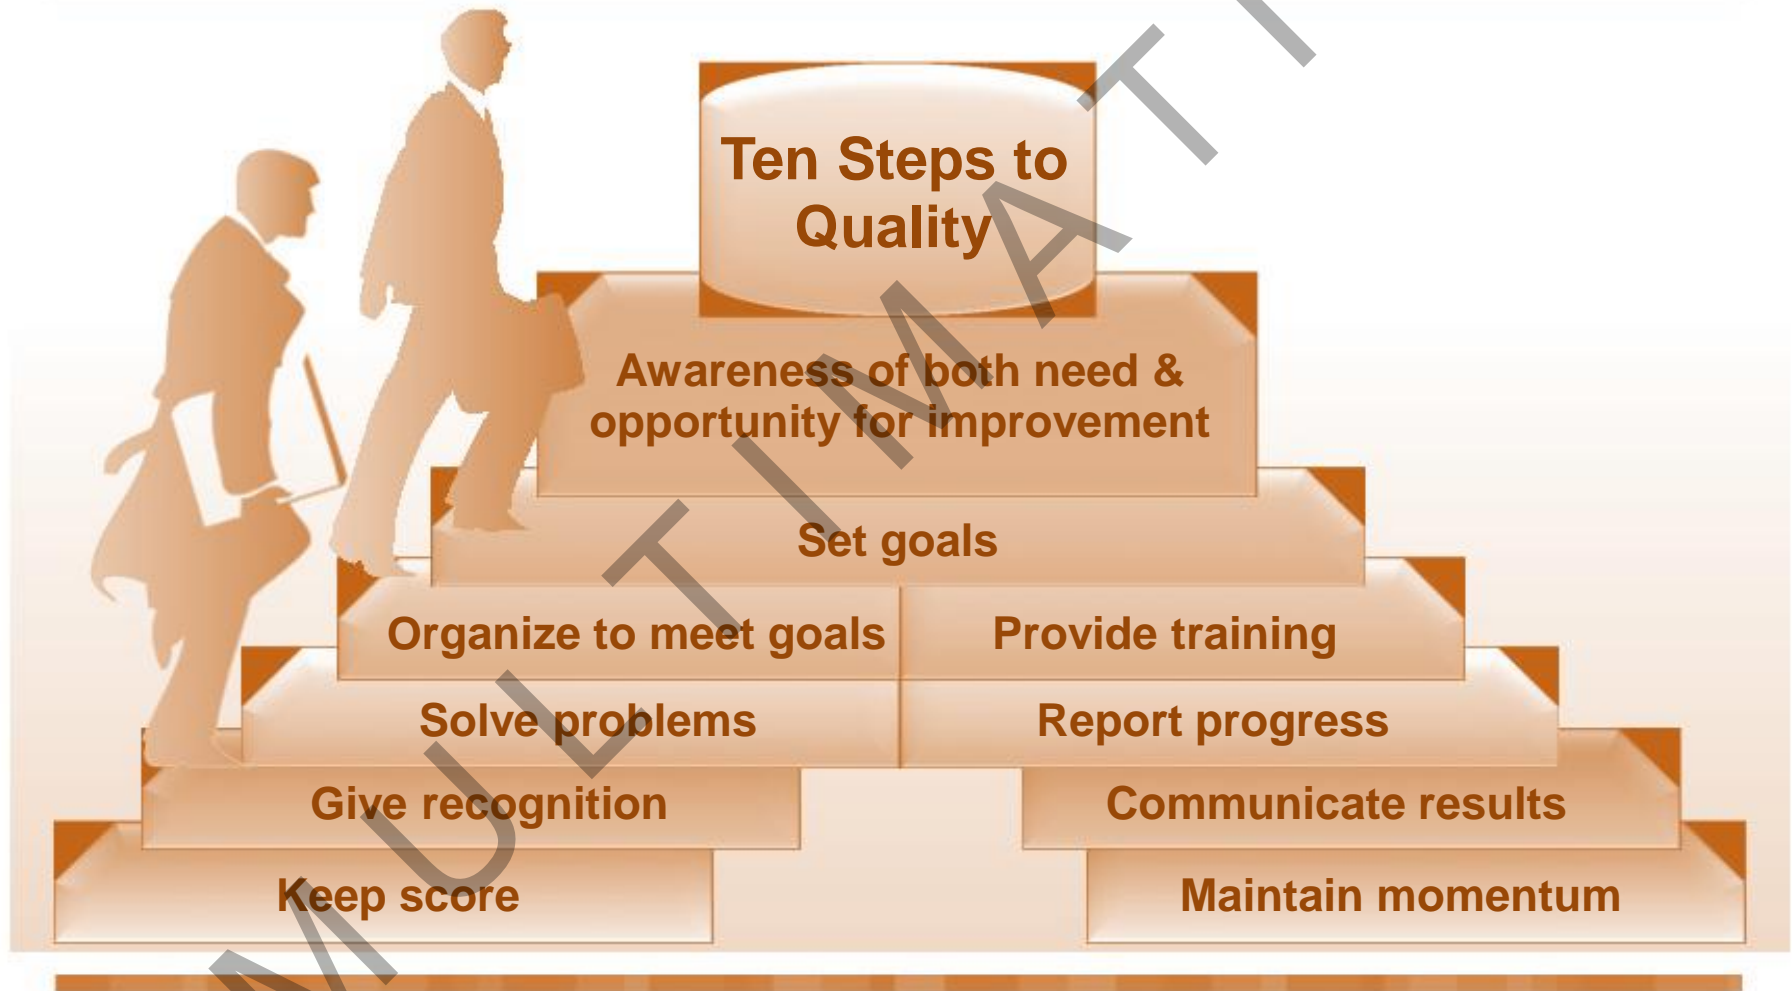 Ten Steps to
Quality
Awareness of both need &
opportunity for improvement
Set goals
Organize to meet goals
Provide training
Solve problems
Report progress
Give recognition
Communicate results
Keep score
Maintain momentum
MULTIMATI